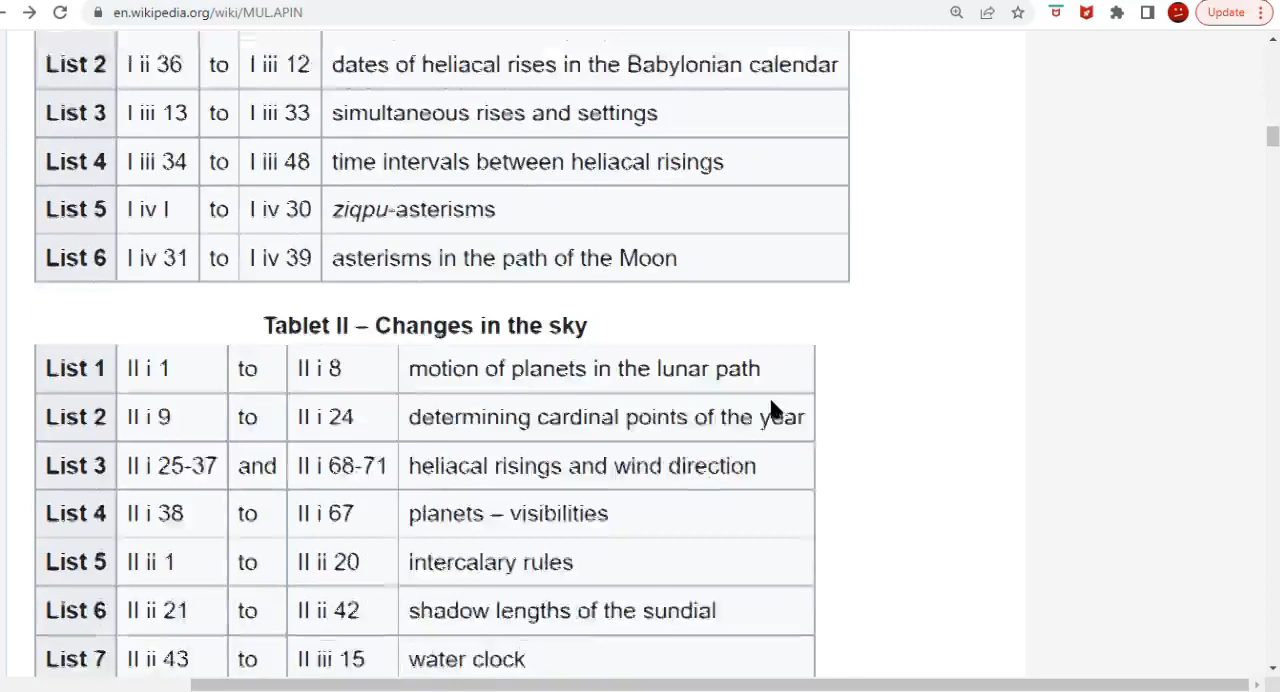 en.wikipedia.org/wiki/MULAPIN
Update
List 2 I ii 36 to I iii 12 dates of heliacal rises in the Babylonian calendar
List 3 I iii 13 to I iii 33 simultaneous rises and settings
List 4 I iii 34 to I iii 48 time intervals between heliacal risings
List 5 I iv I to I iv 30 ziqpu-asterisms
List 6 I iv 31 to I iv 39 asterisms in the path of the Moon
Tablet II – Changes in the sky
List 1 II i 1 to II i 8 motion of planets in the lunar path
List 2 II i 9 to II i 24 determining cardinal points of the year
List 3 II i 25-37 and II i 68-71 heliacal risings and wind direction
List 4 II i 38 to II i 67 planets – visibilities
List 5 II ii 1 to II ii 20 intercalary rules
List 6 II ii 21 to II ii 42 shadow lengths of the sundial
List 7 II ii 43 to II iii 15 water clock